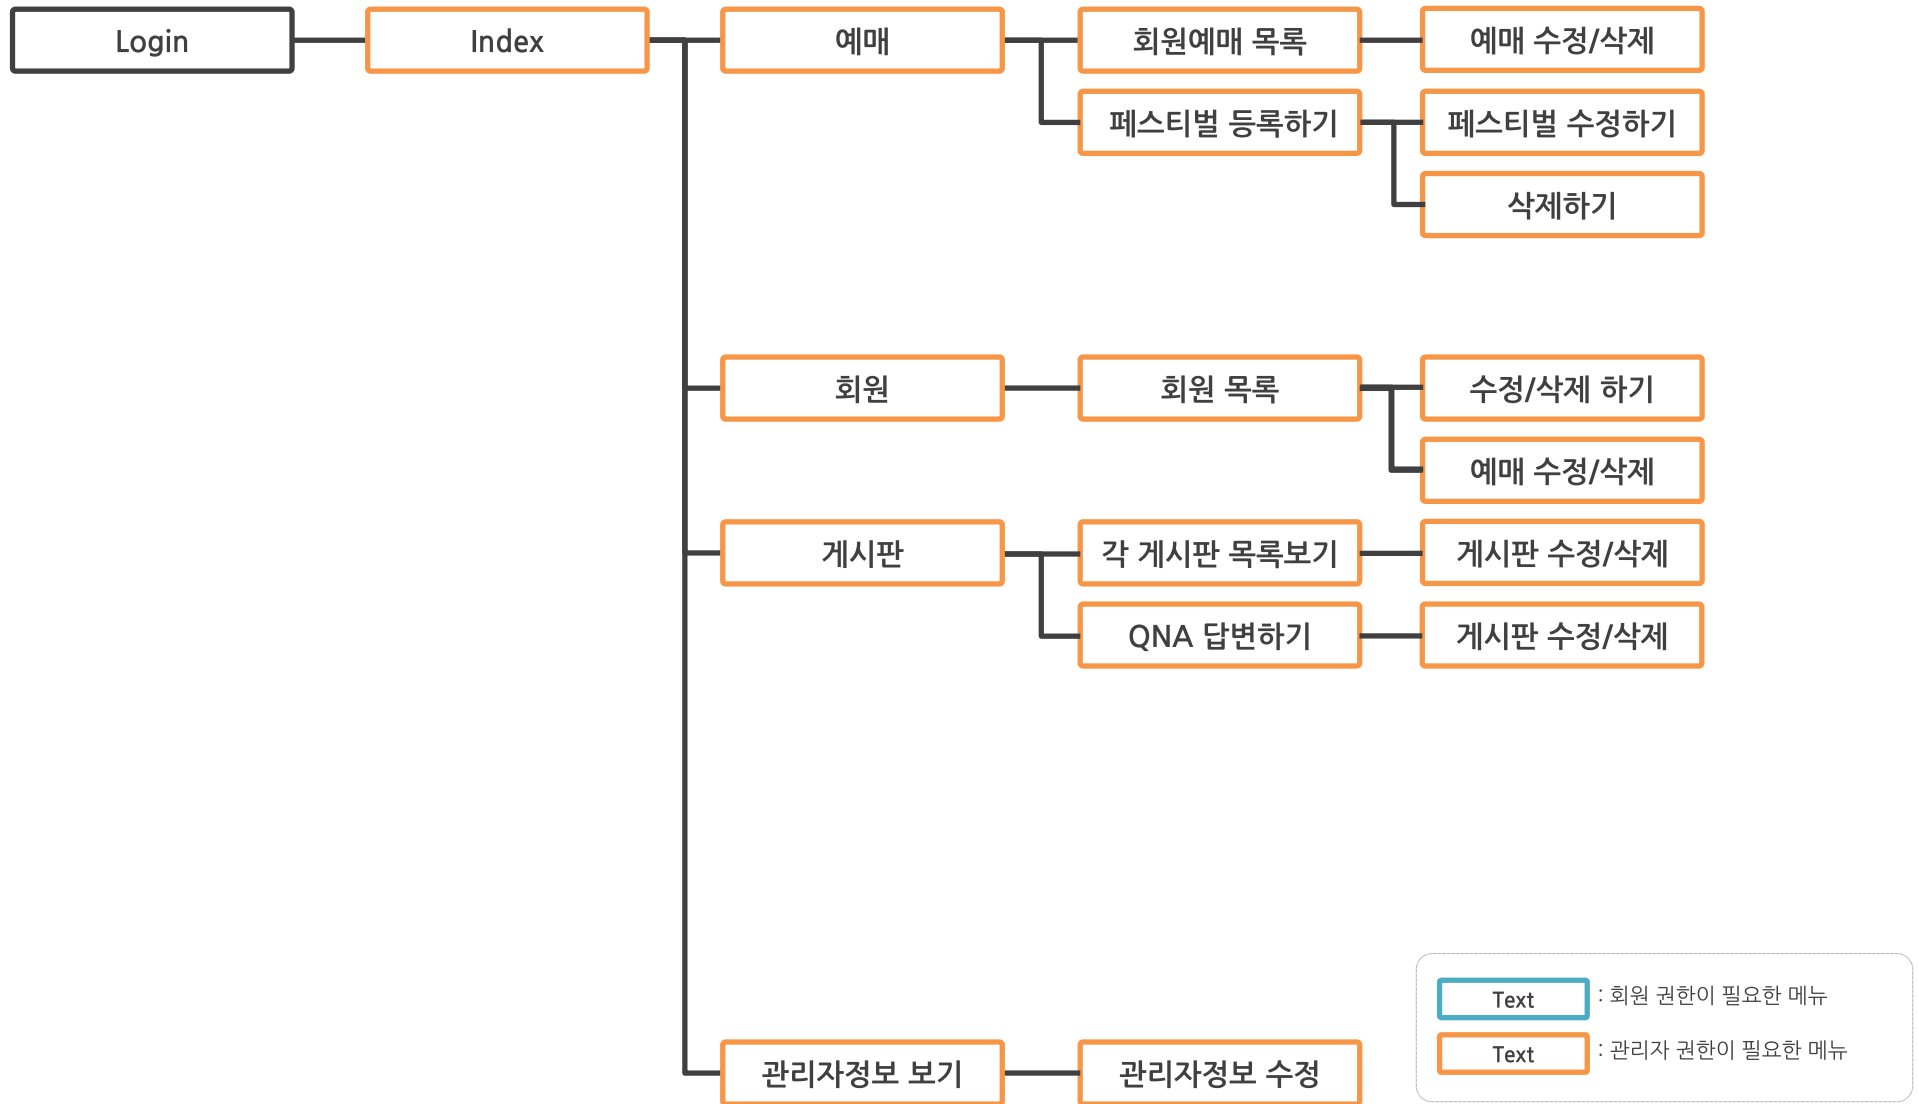 Login
Index
예매
회원예매 목록
예매 수정/삭제
페스티벌 등록하기
페스티벌 수정하기
삭제하기
회원
회원 목록
수정/삭제 하기
예매 수정/삭제
게시판
각 게시판 목록보기
게시판 수정/삭제
QNA 답변하기
게시판 수정/삭제
관리자정보 보기
관리자정보 수정
Text : 회원 권한이 필요한 메뉴
Text : 관리자 권한이 필요한 메뉴